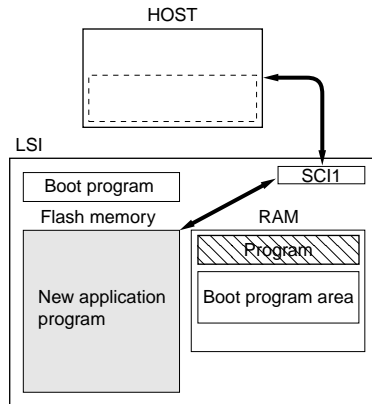 HOST
LSI
SCI1
Boot program
Flash memory
RAM
Program
New application
program
Boot program area